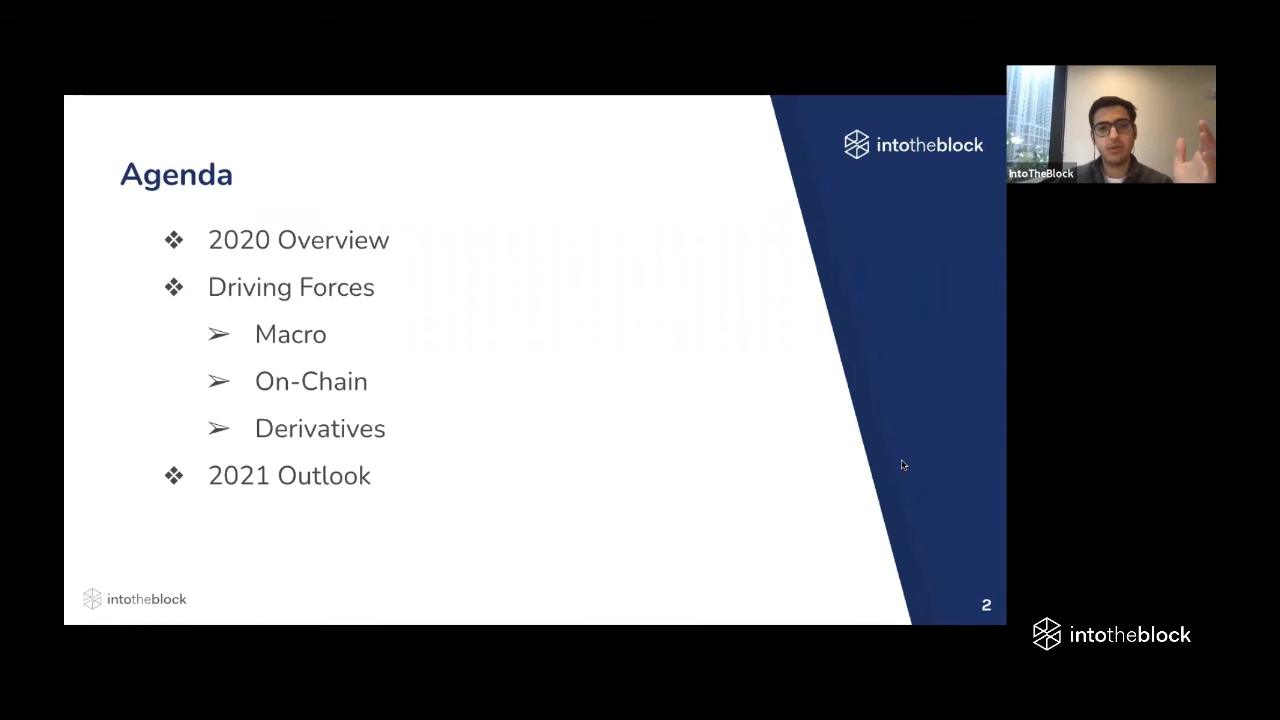 Agenda
intotheblock
❖ 2020 Overview
❖ Driving Forces
➢ Macro
➢ On-Chain
➢ Derivatives
❖ 2021 Outlook
intotheblock
2
IntoTheBlock
intotheblock